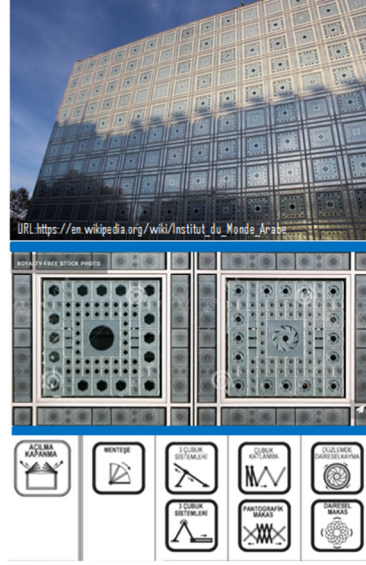 URL:https://en.wikipedia.org/wiki/Institut_du_Monde_Arabe
ROYALTY-FREE STOCK PHOTO
AÇILMA
KAPANMA
MENTEŞE
ÇUBUK
SİSTEMLERİ
ÇUBUK
KATLANMA
DÜZLEMDE
DAİRESEL KAYMA
3 ÇUBUK
SİSTEMLERİ
PANTOGRAFİK
MAKAS
DAİRESEL
MAKAS